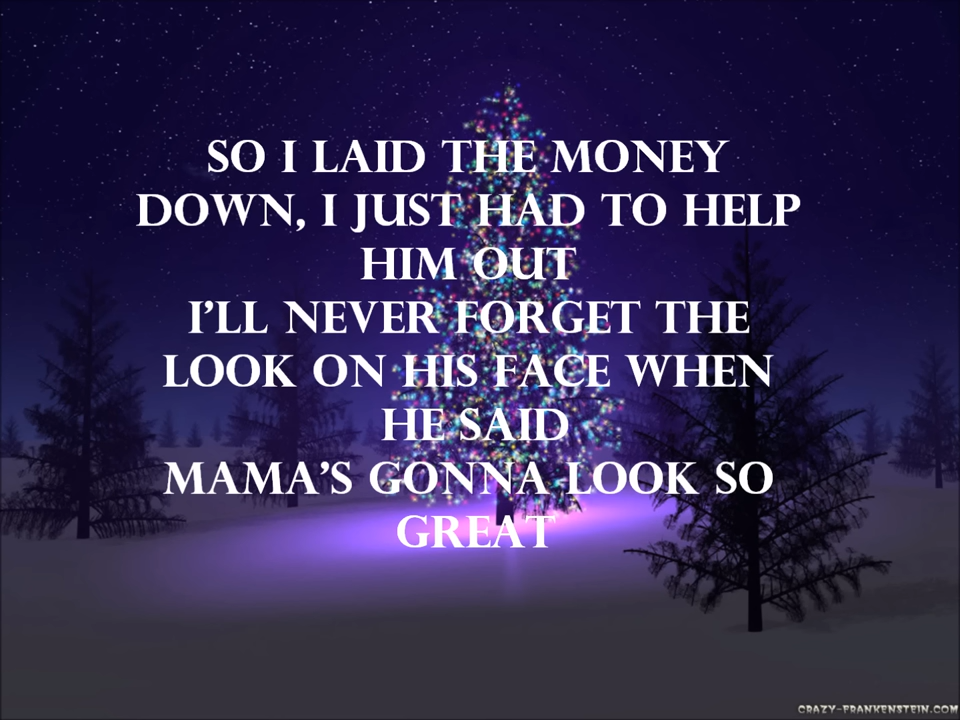 SO I LAID THE MONEY
DOWN, I JUST HAD TO HELP
HIM OUT
I'LL NEVER FORGET THE
LOOK ON HIS FACE WHEN
HE SAID
MAMA'S GONNA LOOK SO
GREAT
CRAZY-FRANKENSTEIN.COM